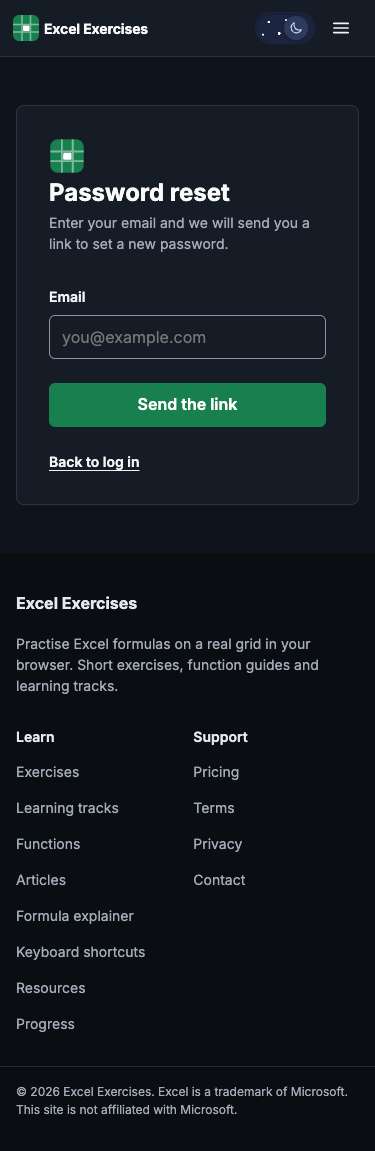 Excel Exercises
Password reset
Enter your email and we will send you a
link to set a new password.
Email
you@example.com
Send the link
Back to log in
Excel Exercises
Practise Excel formulas on a real grid in your
browser. Short exercises, function guides and
learning tracks.
Learn
Exercises
Learning tracks
Functions
Articles
Formula explainer
Keyboard shortcuts
Resources
Progress
Support
Pricing
Terms
Privacy
Contact
© 2026 Excel Exercises. Excel is a trademark of Microsoft.
This site is not affiliated with Microsoft.